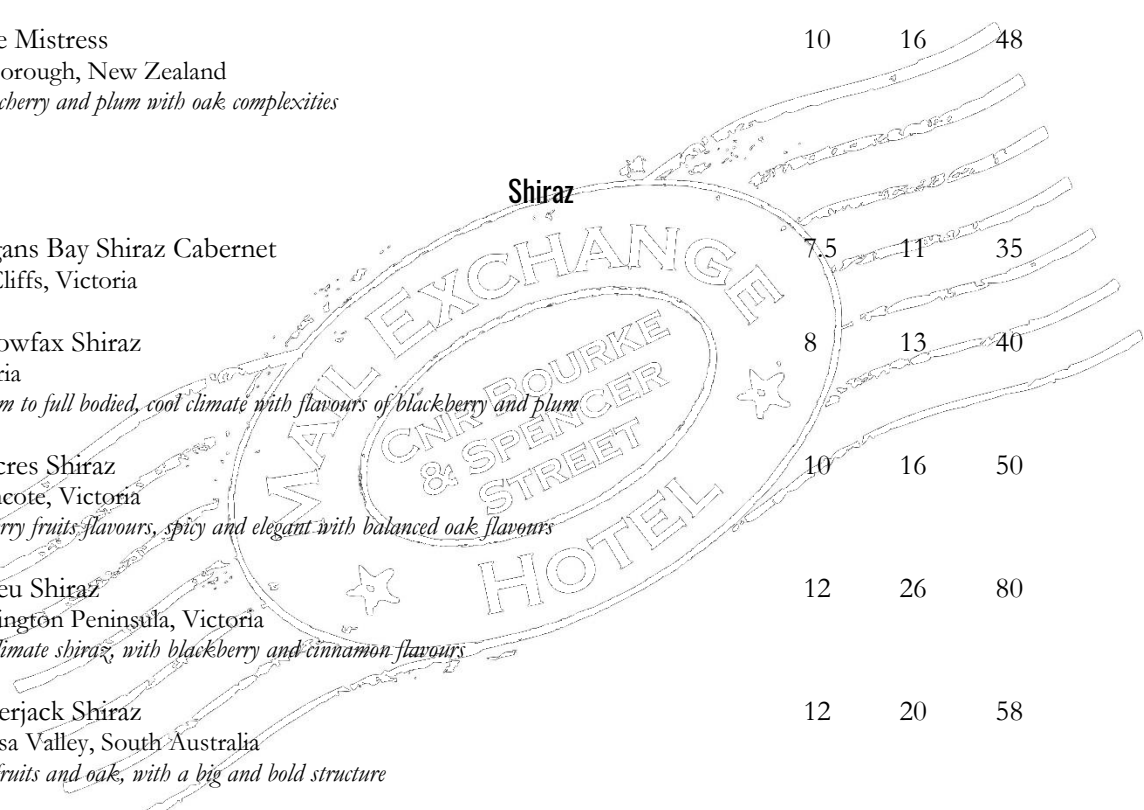 e Mistress 10 16 48
orough, New Zealand
cherry and plum with oak complexities
Shiraz
gans Bay Shiraz Cabernet 7.5 11 35
Cliffs, Victoria
owfax Shiraz 8 13 40
ria
m to full bodied, cool climate with flavours of blackberry and plum
cres Shiraz 10 16 50
hcote, Victoria
rry fruits flavours, spicy and elegant with balanced oak flavours
eu Shiraz 12 26 80
ington Peninsula, Victoria
limate shiraz, with blackberry and cinnamon flavours
erjack Shiraz 12 20 58
sa Valley, South Australia
fruits and oak, with a big and bold structure
MAIL EXCHANGE
HOTEL
CNR BOURKE
& SPENCER
STREET